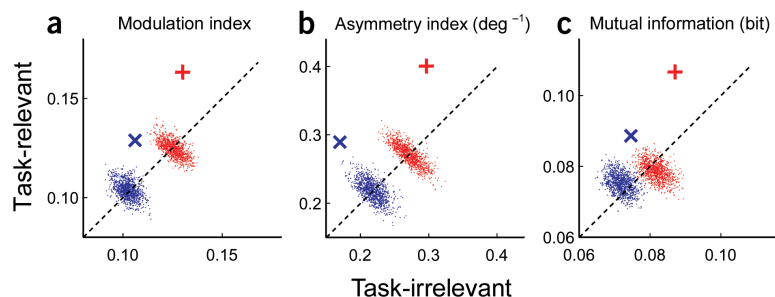 a Modulation index
b Asymmetry index (deg⁻¹)
c Mutual information (bit)
Task-relevant
0.15
0.10
0.10 0.15
0.4
0.3
0.2
0.2 0.3 0.4
0.10
0.08
0.06
0.06 0.08 0.10
Task-irrelevant